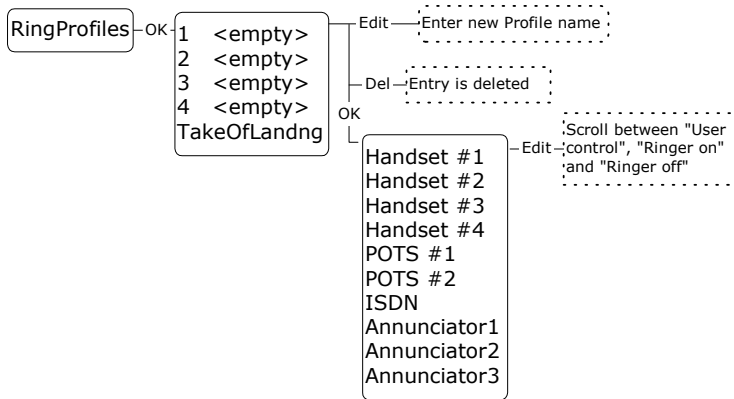 RingProfiles
OK
1 <empty>
2 <empty>
3 <empty>
4 <empty>
TakeOfLandng
Edit
Enter new Profile name
Del
Entry is deleted
OK
Handset #1
Handset #2
Handset #3
Handset #4
POTS #1
POTS #2
ISDN
Annunciator1
Annunciator2
Annunciator3
Edit
Scroll between "User
control", "Ringer on"
and "Ringer off"